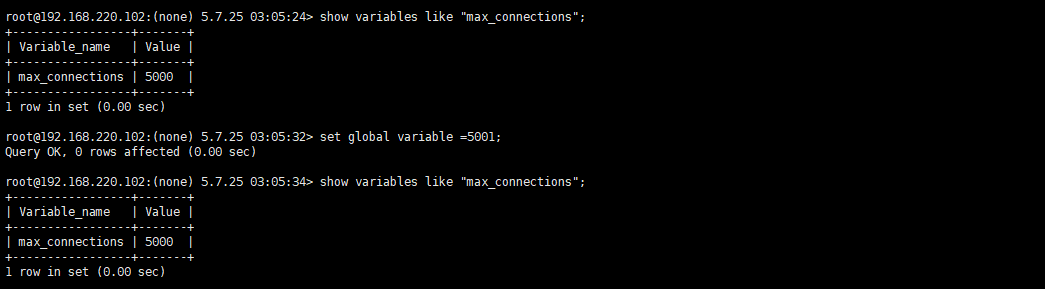 root@192.168.220.102:(none) 5.7.25 03:05:24> show variables like "max_connections";
+-----------------+-------+
| Variable_name   | Value |
+-----------------+-------+
| max_connections | 5000  |
+-----------------+-------+
1 row in set (0.00 sec)
root@192.168.220.102:(none) 5.7.25 03:05:32> set global variable =5001;
Query OK, 0 rows affected (0.00 sec)
root@192.168.220.102:(none) 5.7.25 03:05:34> show variables like "max_connections";
+-----------------+-------+
| Variable_name   | Value |
+-----------------+-------+
| max_connections | 5000  |
+-----------------+-------+
1 row in set (0.00 sec)